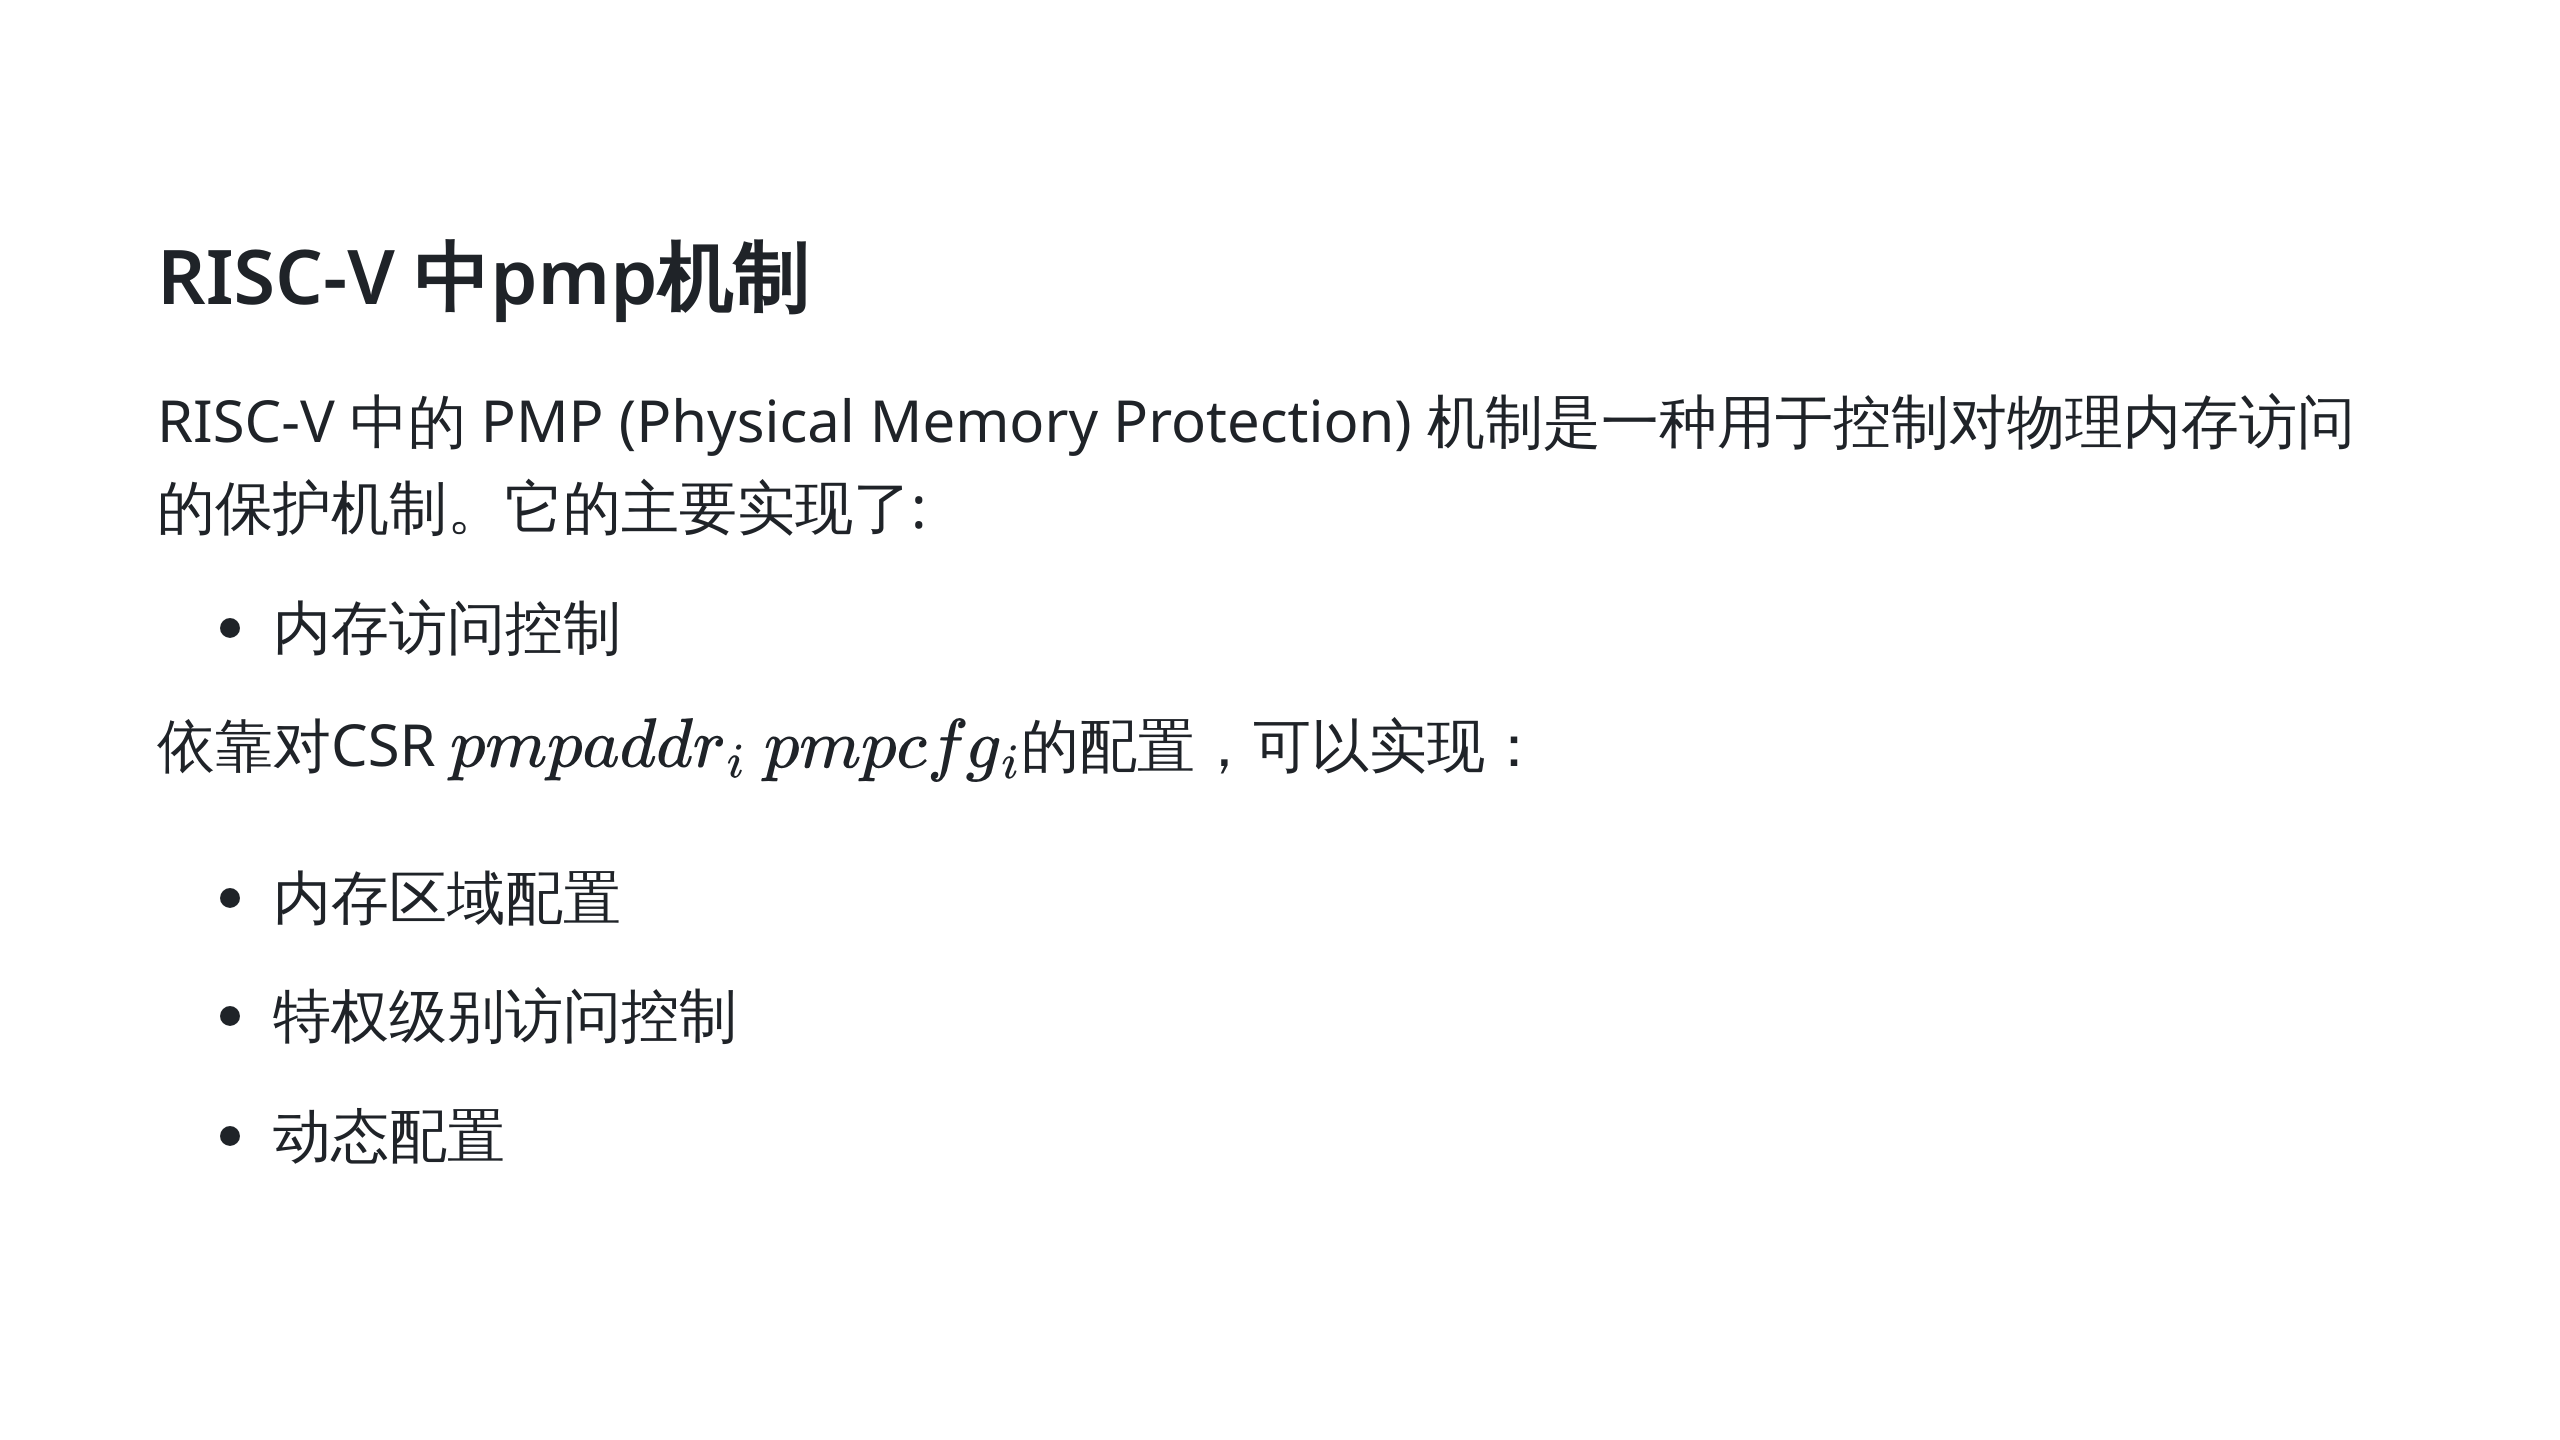 RISC-V 中pmp机制
RISC-V 中的 PMP (Physical Memory Protection) 机制是一种用于控制对物理内存访问
的保护机制。它的主要实现了:
• 内存访问控制
依靠对CSR pmpaddr_i pmpcfg_i的配置，可以实现：
• 内存区域配置
• 特权级别访问控制
• 动态配置